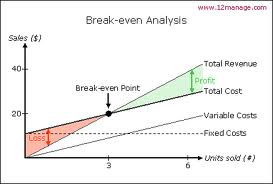 www.12manage.com
Break-even Analysis
Sales ($)
Total Revenue
40
Profit
Break-even Point
Total Cost
20
Variable Costs
Loss
Fixed Costs
3
6
Units sold (#)